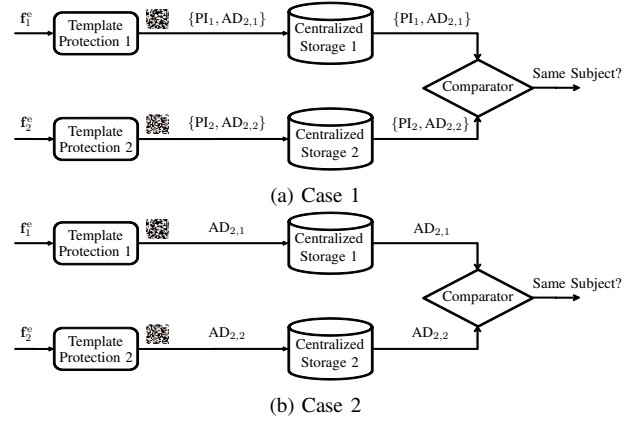 f₁ᵉ
Template
Protection 1
{PI₁, AD₂,₁}
Centralized
Storage 1
{PI₁, AD₂,₁}
Comparator
Same Subject?
f₂ᵉ
Template
Protection 2
{PI₂, AD₂,₂}
Centralized
Storage 2
{PI₂, AD₂,₂}
(a) Case 1
f₁ᵉ
Template
Protection 1
AD₂,₁
Centralized
Storage 1
AD₂,₁
Comparator
Same Subject?
f₂ᵉ
Template
Protection 2
AD₂,₂
Centralized
Storage 2
AD₂,₂
(b) Case 2